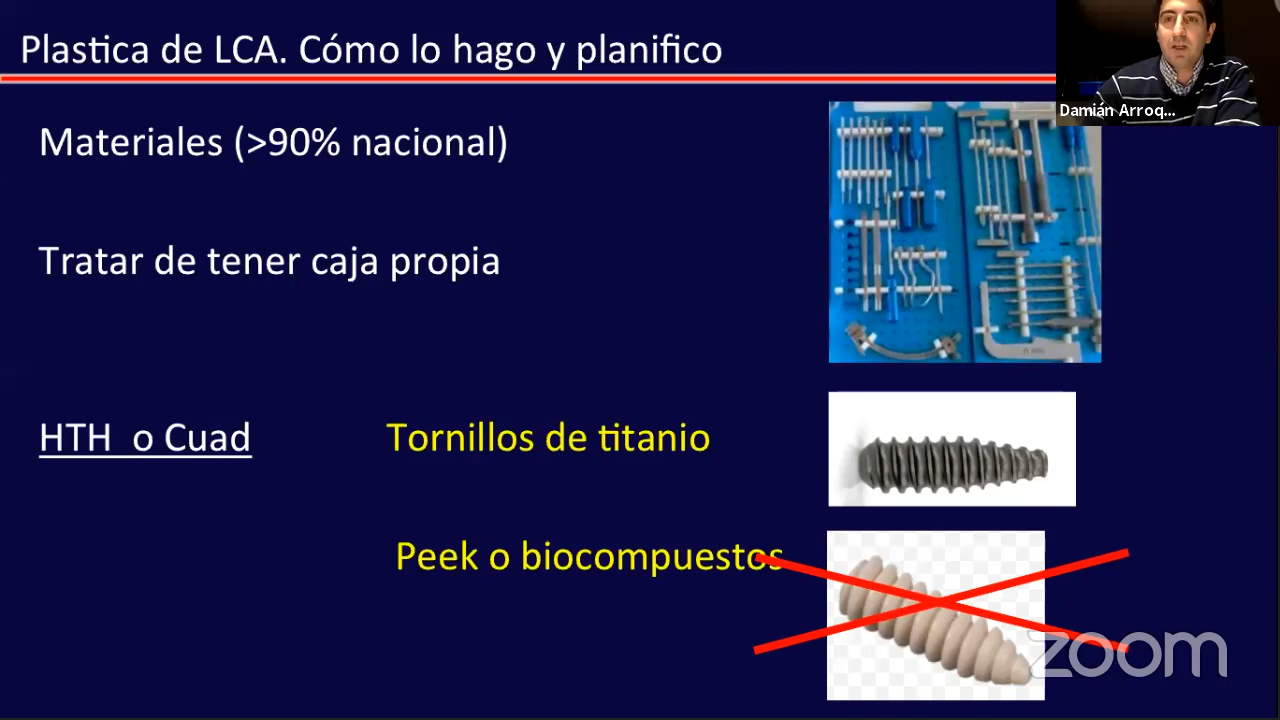 Plastica de LCA. Cómo lo hago y planifico
Damián Arroq...
Materiales (>90% nacional)
Tratar de tener caja propia
HTH o Cuad
Tornillos de titanio
Peek o biocompuestos
zoom